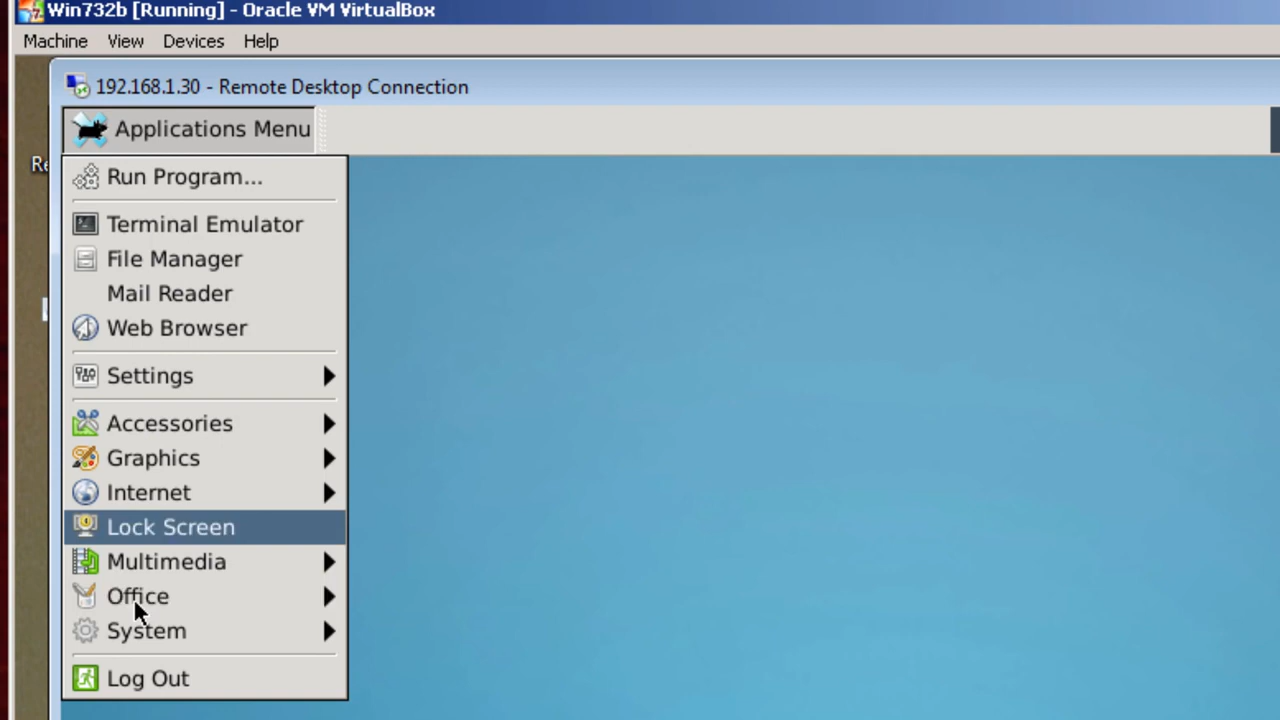 Win732b [Running] - Oracle VM VirtualBox
Machine View Devices Help
192.168.1.30 - Remote Desktop Connection
Applications Menu
Run Program...
Terminal Emulator
File Manager
Mail Reader
Web Browser
Settings
Accessories
Graphics
Internet
Lock Screen
Multimedia
Office
System
Log Out